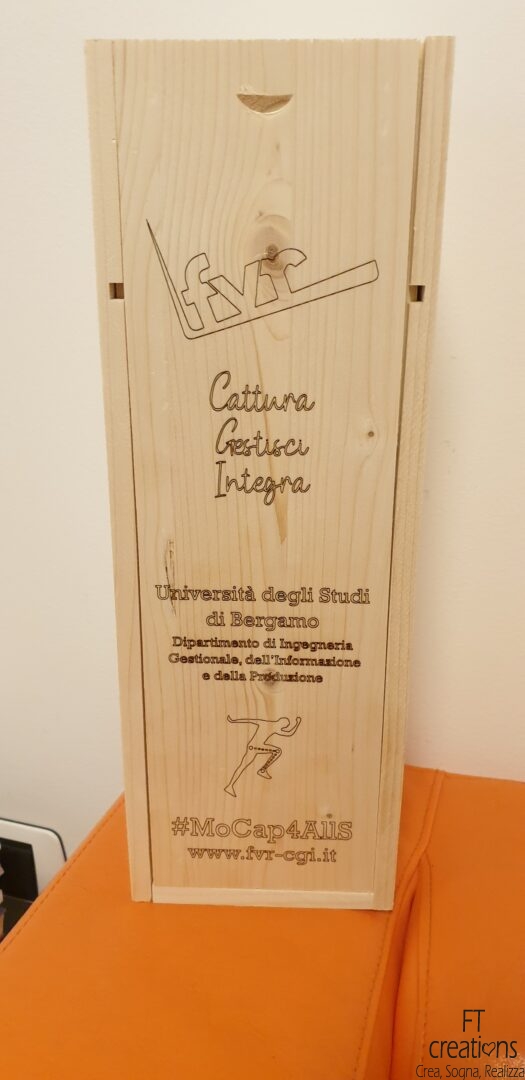 fvr
Cattura
Gestisci
Integra
Università degli Studi
di Bergamo
Dipartimento di Ingegneria
Gestionale, dell'Informazione
e della Produzione
#MoCap4AllS
www.fvr-cgi.it
FT
creations
Crea, Sogna, Realizza